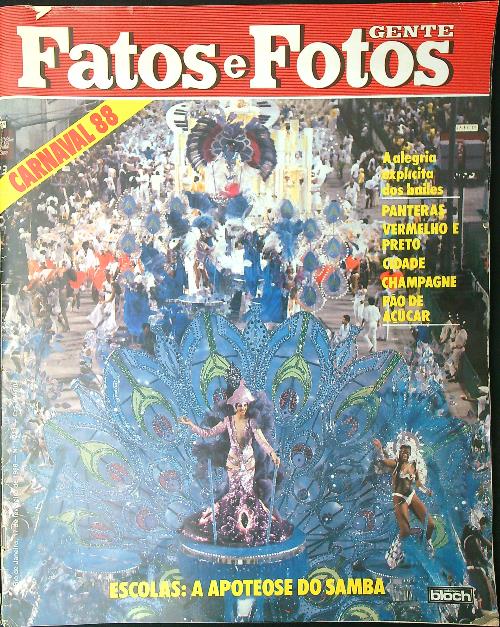 GENTE
Fatos e Fotos
CARNAVAL 88
A alegria
explícita
dos bailes
PANTERAS
VERMELHO E
PRETO
CIDADE
CHAMPAGNE
PÃO DE
AÇÚCAR
ESCOLAS: A APOTEOSE DO SAMBA
bloch